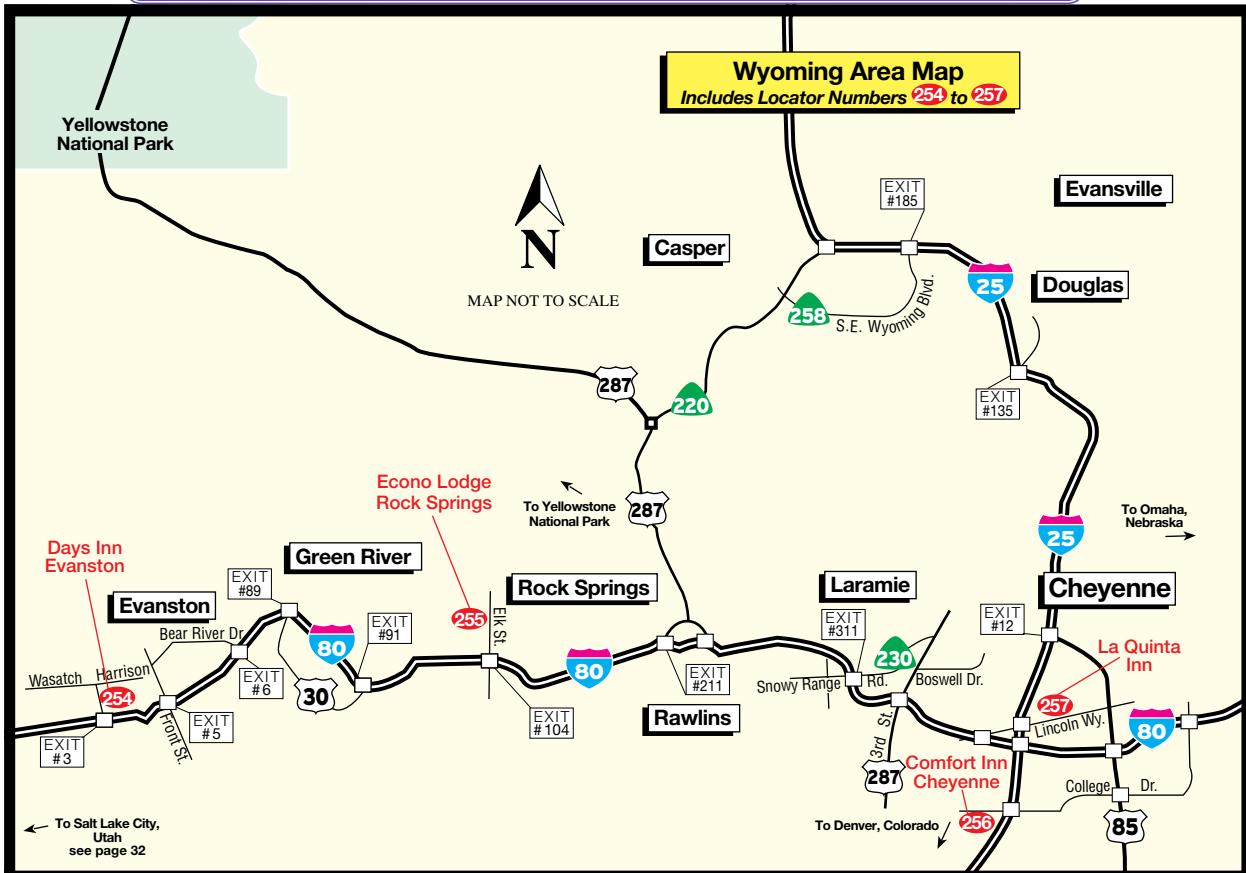 Wyoming Area Map
Includes Locator Numbers 254 to 257
Yellowstone
National Park
N
MAP NOT TO SCALE
Casper
EXIT
#185
Evansville
25
Douglas
258
S.E. Wyoming Blvd.
287
220
EXIT
#135
Econo Lodge
Rock Springs
To Yellowstone
National Park
287
To Omaha,
Nebraska
25
Days Inn
Evanston
Green River
EXIT
#89
Evanston
Bear River Dr.
80
EXIT
#91
255
Elk St.
Rock Springs
Laramie
Cheyenne
EXIT
#311
EXIT
#12
La Quinta
Inn
Wasatch
Harrison
254
EXIT
#6
30
80
EXIT
#211
230
Snowy Range
Rd.
Boswell Dr.
257
Lincoln Wy.
80
EXIT
#3
EXIT
#5
Front St.
EXIT
#104
Rawlins
3rd St.
287
Comfort Inn
Cheyenne
256
College
Dr.
85
To Salt Lake City,
Utah
see page 32
To Denver, Colorado